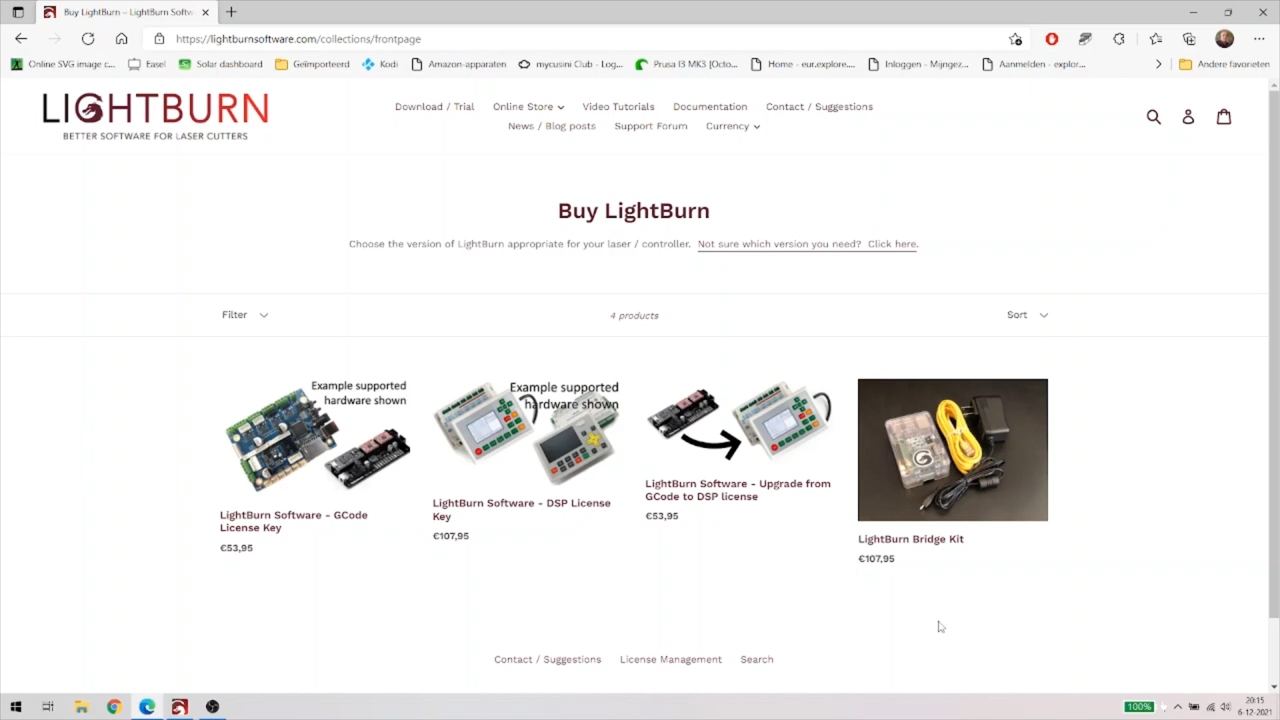 Buy LightBurn – LightBurn Softw
https://lightburnsoftware.com/collections/frontpage
Online SVG image c...
Easel
Solar dashboard
Geïmporteerd
Kodi
Amazon-apparaten
mycusini Club - Log...
Prusa I3 MK3 [Octo...
Home - eur.explore....
Inloggen - Mijngez...
Aanmelden - explor...
Andere favorieten
LIGHTBURN
BETTER SOFTWARE FOR LASER CUTTERS
Download / Trial
Online Store
Video Tutorials
Documentation
Contact / Suggestions
News / Blog posts
Support Forum
Currency
Buy LightBurn
Choose the version of LightBurn appropriate for your laser / controller. Not sure which version you need? Click here.
Filter
4 products
Sort
Example supported
hardware shown
LightBurn Software - GCode
License Key
€53,95
Example supported
hardware shown
LightBurn Software - DSP License
Key
€107,95
LightBurn Software - Upgrade from
GCode to DSP license
€53,95
LightBurn Bridge Kit
€107,95
Contact / Suggestions
License Management
Search
100%
20:15
6-12-2021